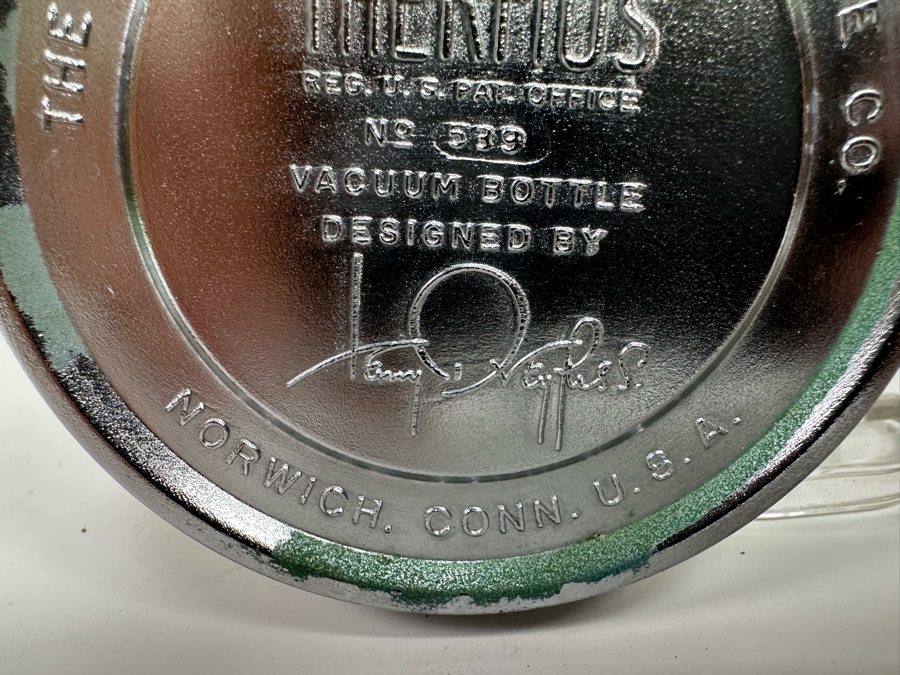 THERMOS
REG. U. S. PAT. OFFICE
Nº 539
VACUUM BOTTLE
DESIGNED BY
THE
E CO.
NORWICH. CONN. U.S.A.